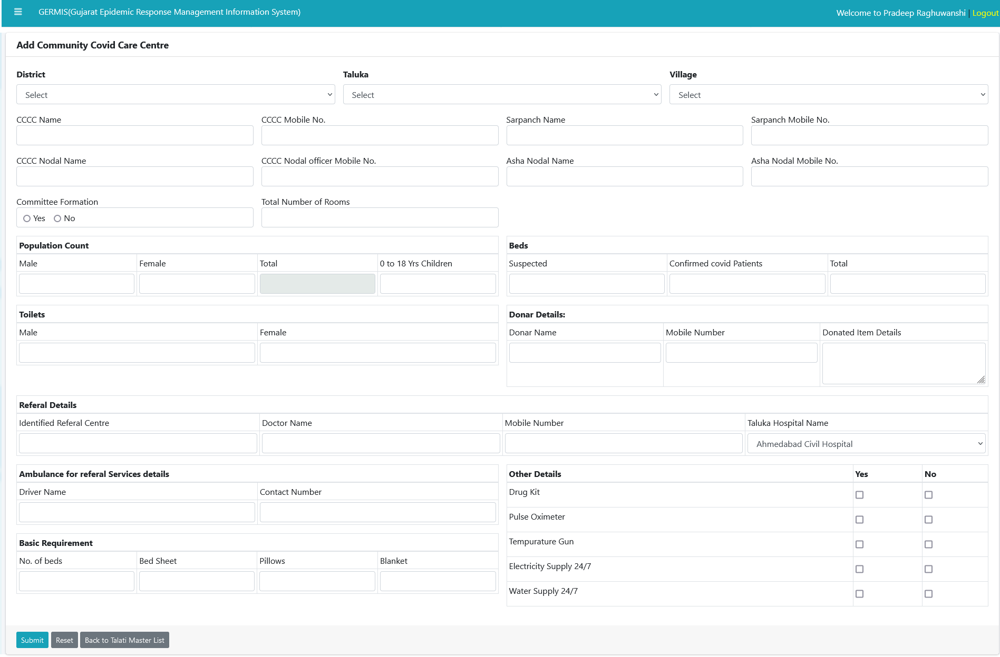 GERMIS(Gujarat Epidemic Response Management Information System)
Welcome to Pradeep Raghuwanshi | Logout
Add Community Covid Care Centre
District Taluka Village
Select Select Select
CCCC Name CCCC Mobile No. Sarpanch Name Sarpanch Mobile No.
CCCC Nodal Name CCCC Nodal officer Mobile No. Asha Nodal Name Asha Nodal Mobile No.
Committee Formation Total Number of Rooms
Yes No
Population Count
Male Female Total 0 to 18 Yrs Children
Beds
Suspected Confirmed covid Patients Total
Toilets
Male Female
Donar Details:
Donar Name Mobile Number Donated Item Details
Referal Details
Identified Referal Centre Doctor Name Mobile Number Taluka Hospital Name
Ahmedabad Civil Hospital
Ambulance for referal Services details
Driver Name Contact Number
Basic Requirement
No. of beds Bed Sheet Pillows Blanket
Other Details Yes No
Drug Kit
Pulse Oximeter
Tempurature Gun
Electricity Supply 24/7
Water Supply 24/7
Submit Reset Back to Talati Master List